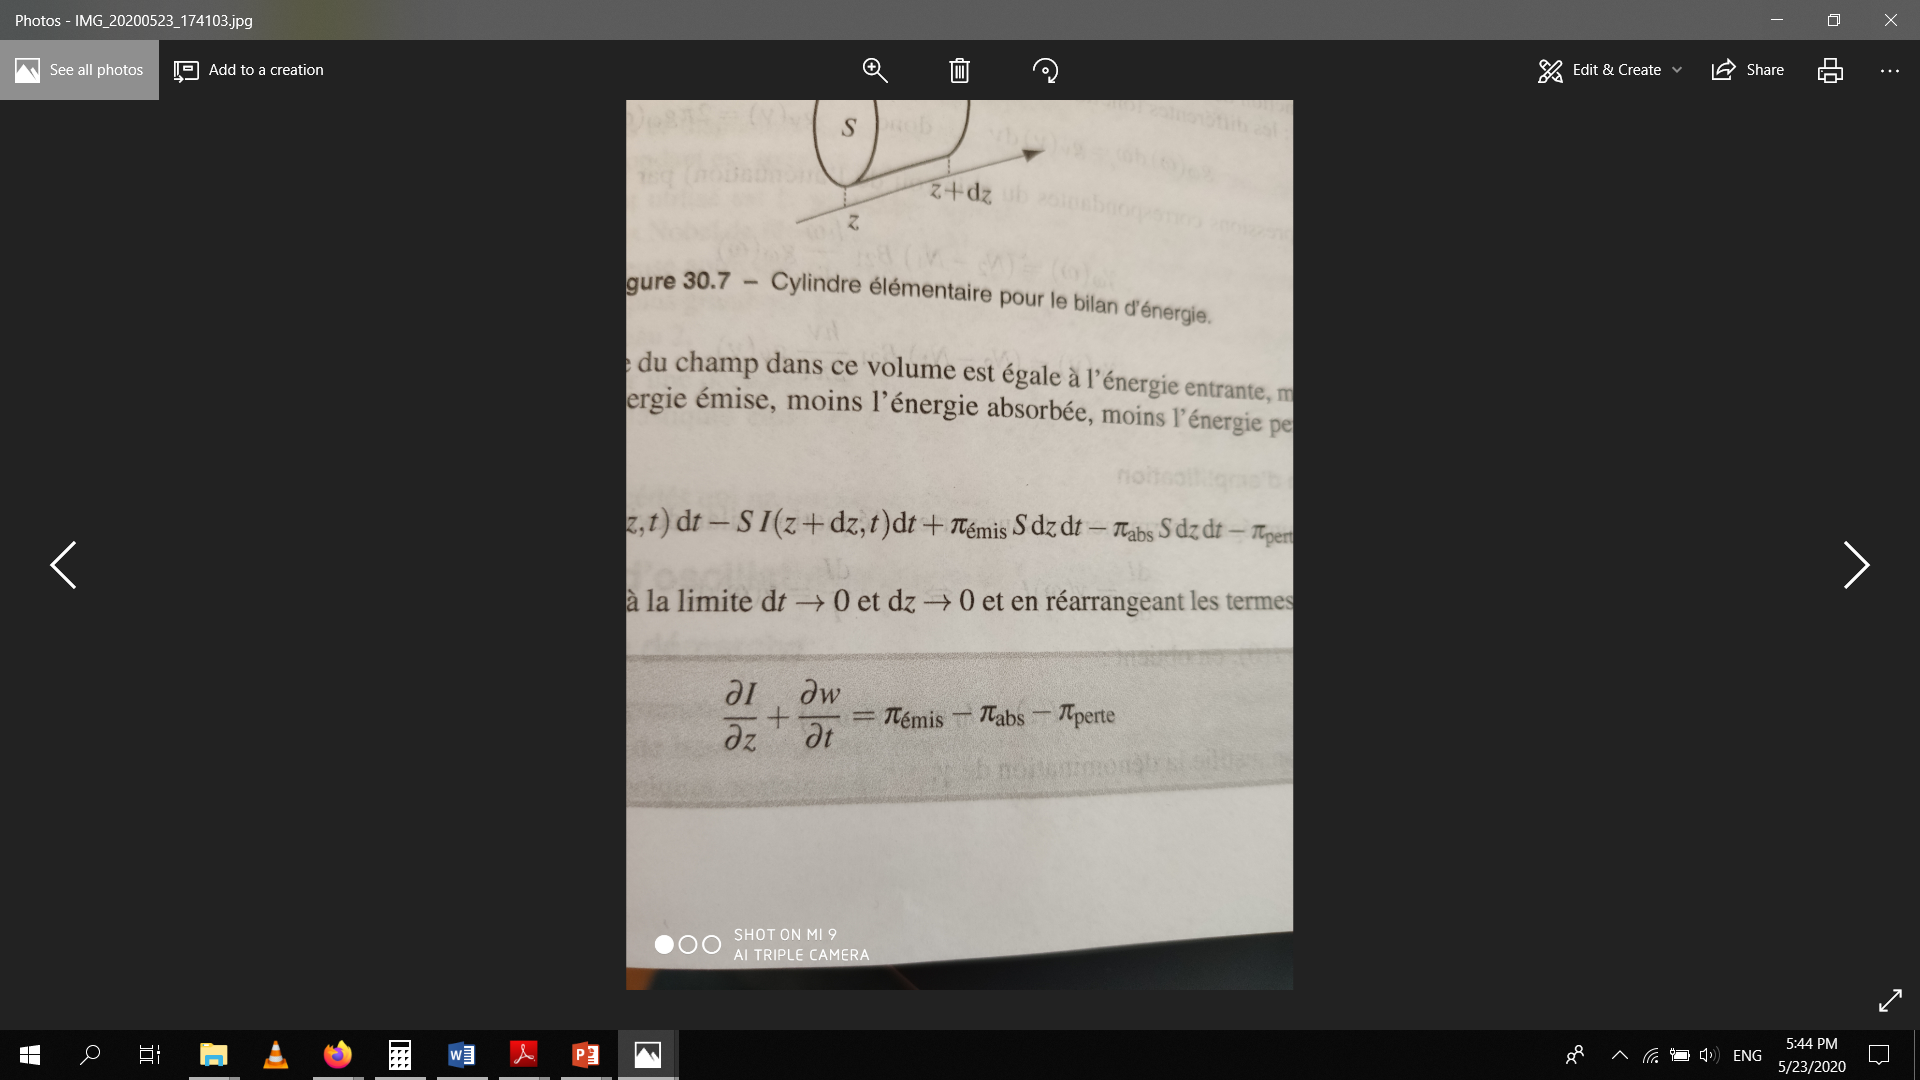 Photos - IMG_20200523_174103.jpg
See all photos
Add to a creation
Edit & Create
Share
S
z
z+dz
gure 30.7 – Cylindre élémentaire pour le bilan d'énergie.
du champ dans ce volume est égale à l'énergie entrante, m
ergie émise, moins l'énergie absorbée, moins l'énergie pe
z,t) dt − S I(z+dz,t)dt + πémis S dz dt − πabs S dz dt − πpert
à la limite dt → 0 et dz → 0 et en réarrangeant les termes
∂I/∂z + ∂w/∂t = πémis − πabs − πperte
SHOT ON MI 9
AI TRIPLE CAMERA
ENG
5:44 PM
5/23/2020